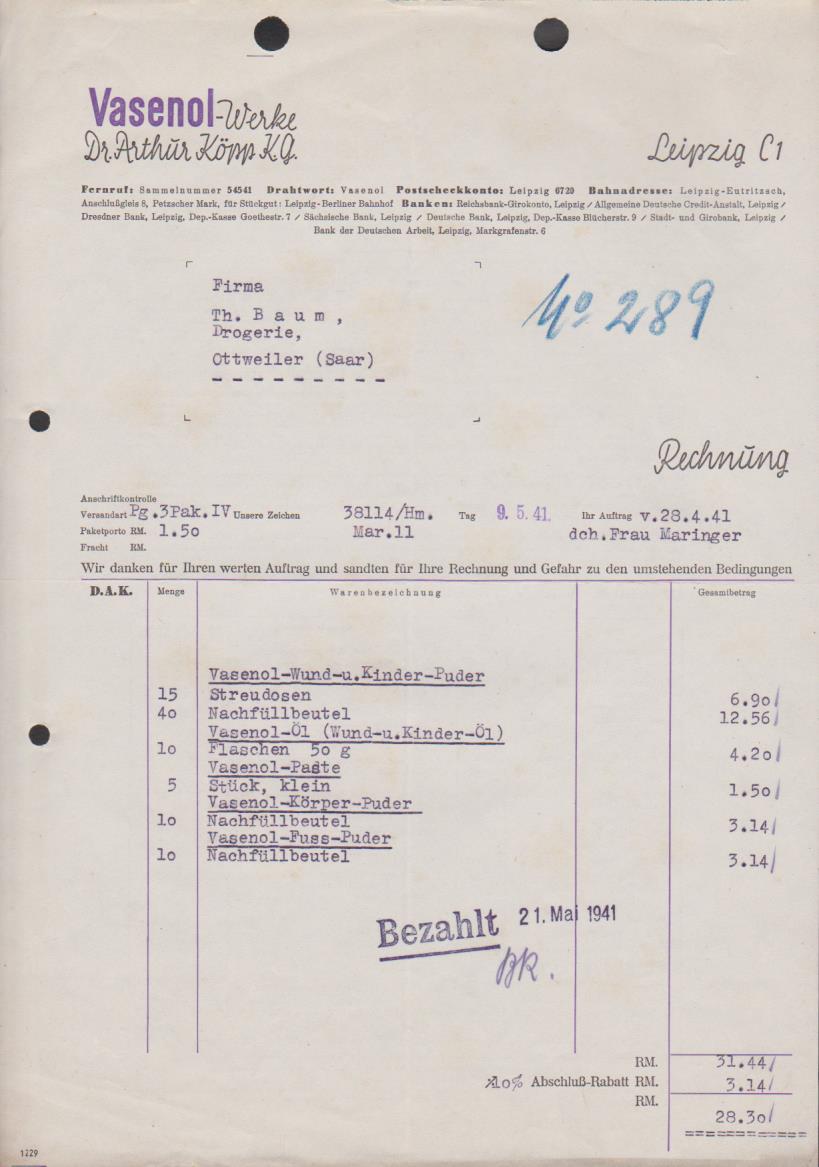 Vasenol-Werke
Dr. Arthur Köpp K.G.
Leipzig C1
Fernruf: Sammelnummer 54541 Drahtwort: Vasenol Postscheckkonto: Leipzig 6720 Bahnadresse: Leipzig-Eutritzsch,
Anschlußgleis 8, Petzscher Mark, für Stückgut: Leipzig-Berliner Bahnhof Banken: Reichsbank-Girokonto, Leipzig / Allgemeine Deutsche Credit-Anstalt, Leipzig /
Dresdner Bank, Leipzig, Dep.-Kasse Goethestr. 7 / Sächsische Bank, Leipzig / Deutsche Bank, Leipzig, Dep.-Kasse Blücherstr. 9 / Stadt- und Girobank, Leipzig /
Bank der Deutschen Arbeit, Leipzig, Markgrafenstr. 6
Firma
Th. B a u m ,
Drogerie,
Ottweiler (Saar)
No 289
Rechnung
Anschriftkontrolle
Versandart Pg.3Pak.IV Unsere Zeichen 38114/Hm. Tag 9. 5. 41. Ihr Auftrag v.28.4.41
Paketporto RM. 1.50 Mar.11 dch.Frau Maringer
Fracht RM.
Wir danken für Ihren werten Auftrag und sandten für Ihre Rechnung und Gefahr zu den umstehenden Bedingungen
D.A.K. Menge Warenbezeichnung Gesamtbetrag
Vasenol-Wund-u.Kinder-Puder
15 Streudosen 6.90/
40 Nachfüllbeutel 12.56/
Vasenol-Öl (Wund-u.Kinder-Öl)
10 Flaschen 50 g 4.20/
Vasenol-Paste
5 Stück, klein 1.50/
Vasenol-Körper-Puder
10 Nachfüllbeutel 3.14/
Vasenol-Fuss-Puder
10 Nachfüllbeutel 3.14/
Bezahlt 21. Mai 1941
BR.
RM. 31.44/
10% Abschluß-Rabatt RM. 3.14/
RM.
28.30/
1229